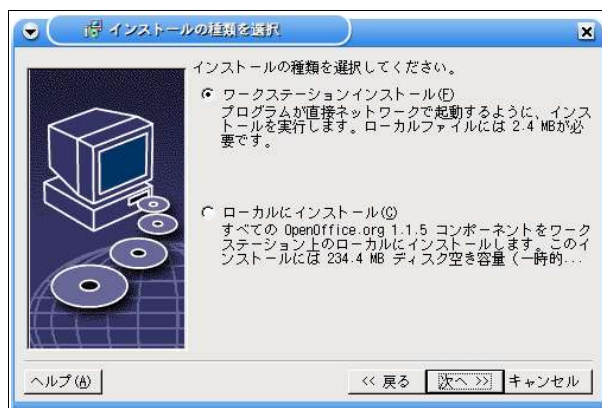 インストールの種類を選択
インストールの種類を選択してください。
ワークステーションインストール(F)
プログラムが直接ネットワークで起動するように、インス
トールを実行します。ローカルファイルには 2.4 MBが必
要です。
ローカルにインストール(O)
すべての OpenOffice.org 1.1.5 コンポーネントをワーク
ステーション上のローカルにインストールします。このイ
ンストールには 234.4 MB ディスク空き容量(一時的...
ヘルプ(A)
<< 戻る
次へ >>
キャンセル